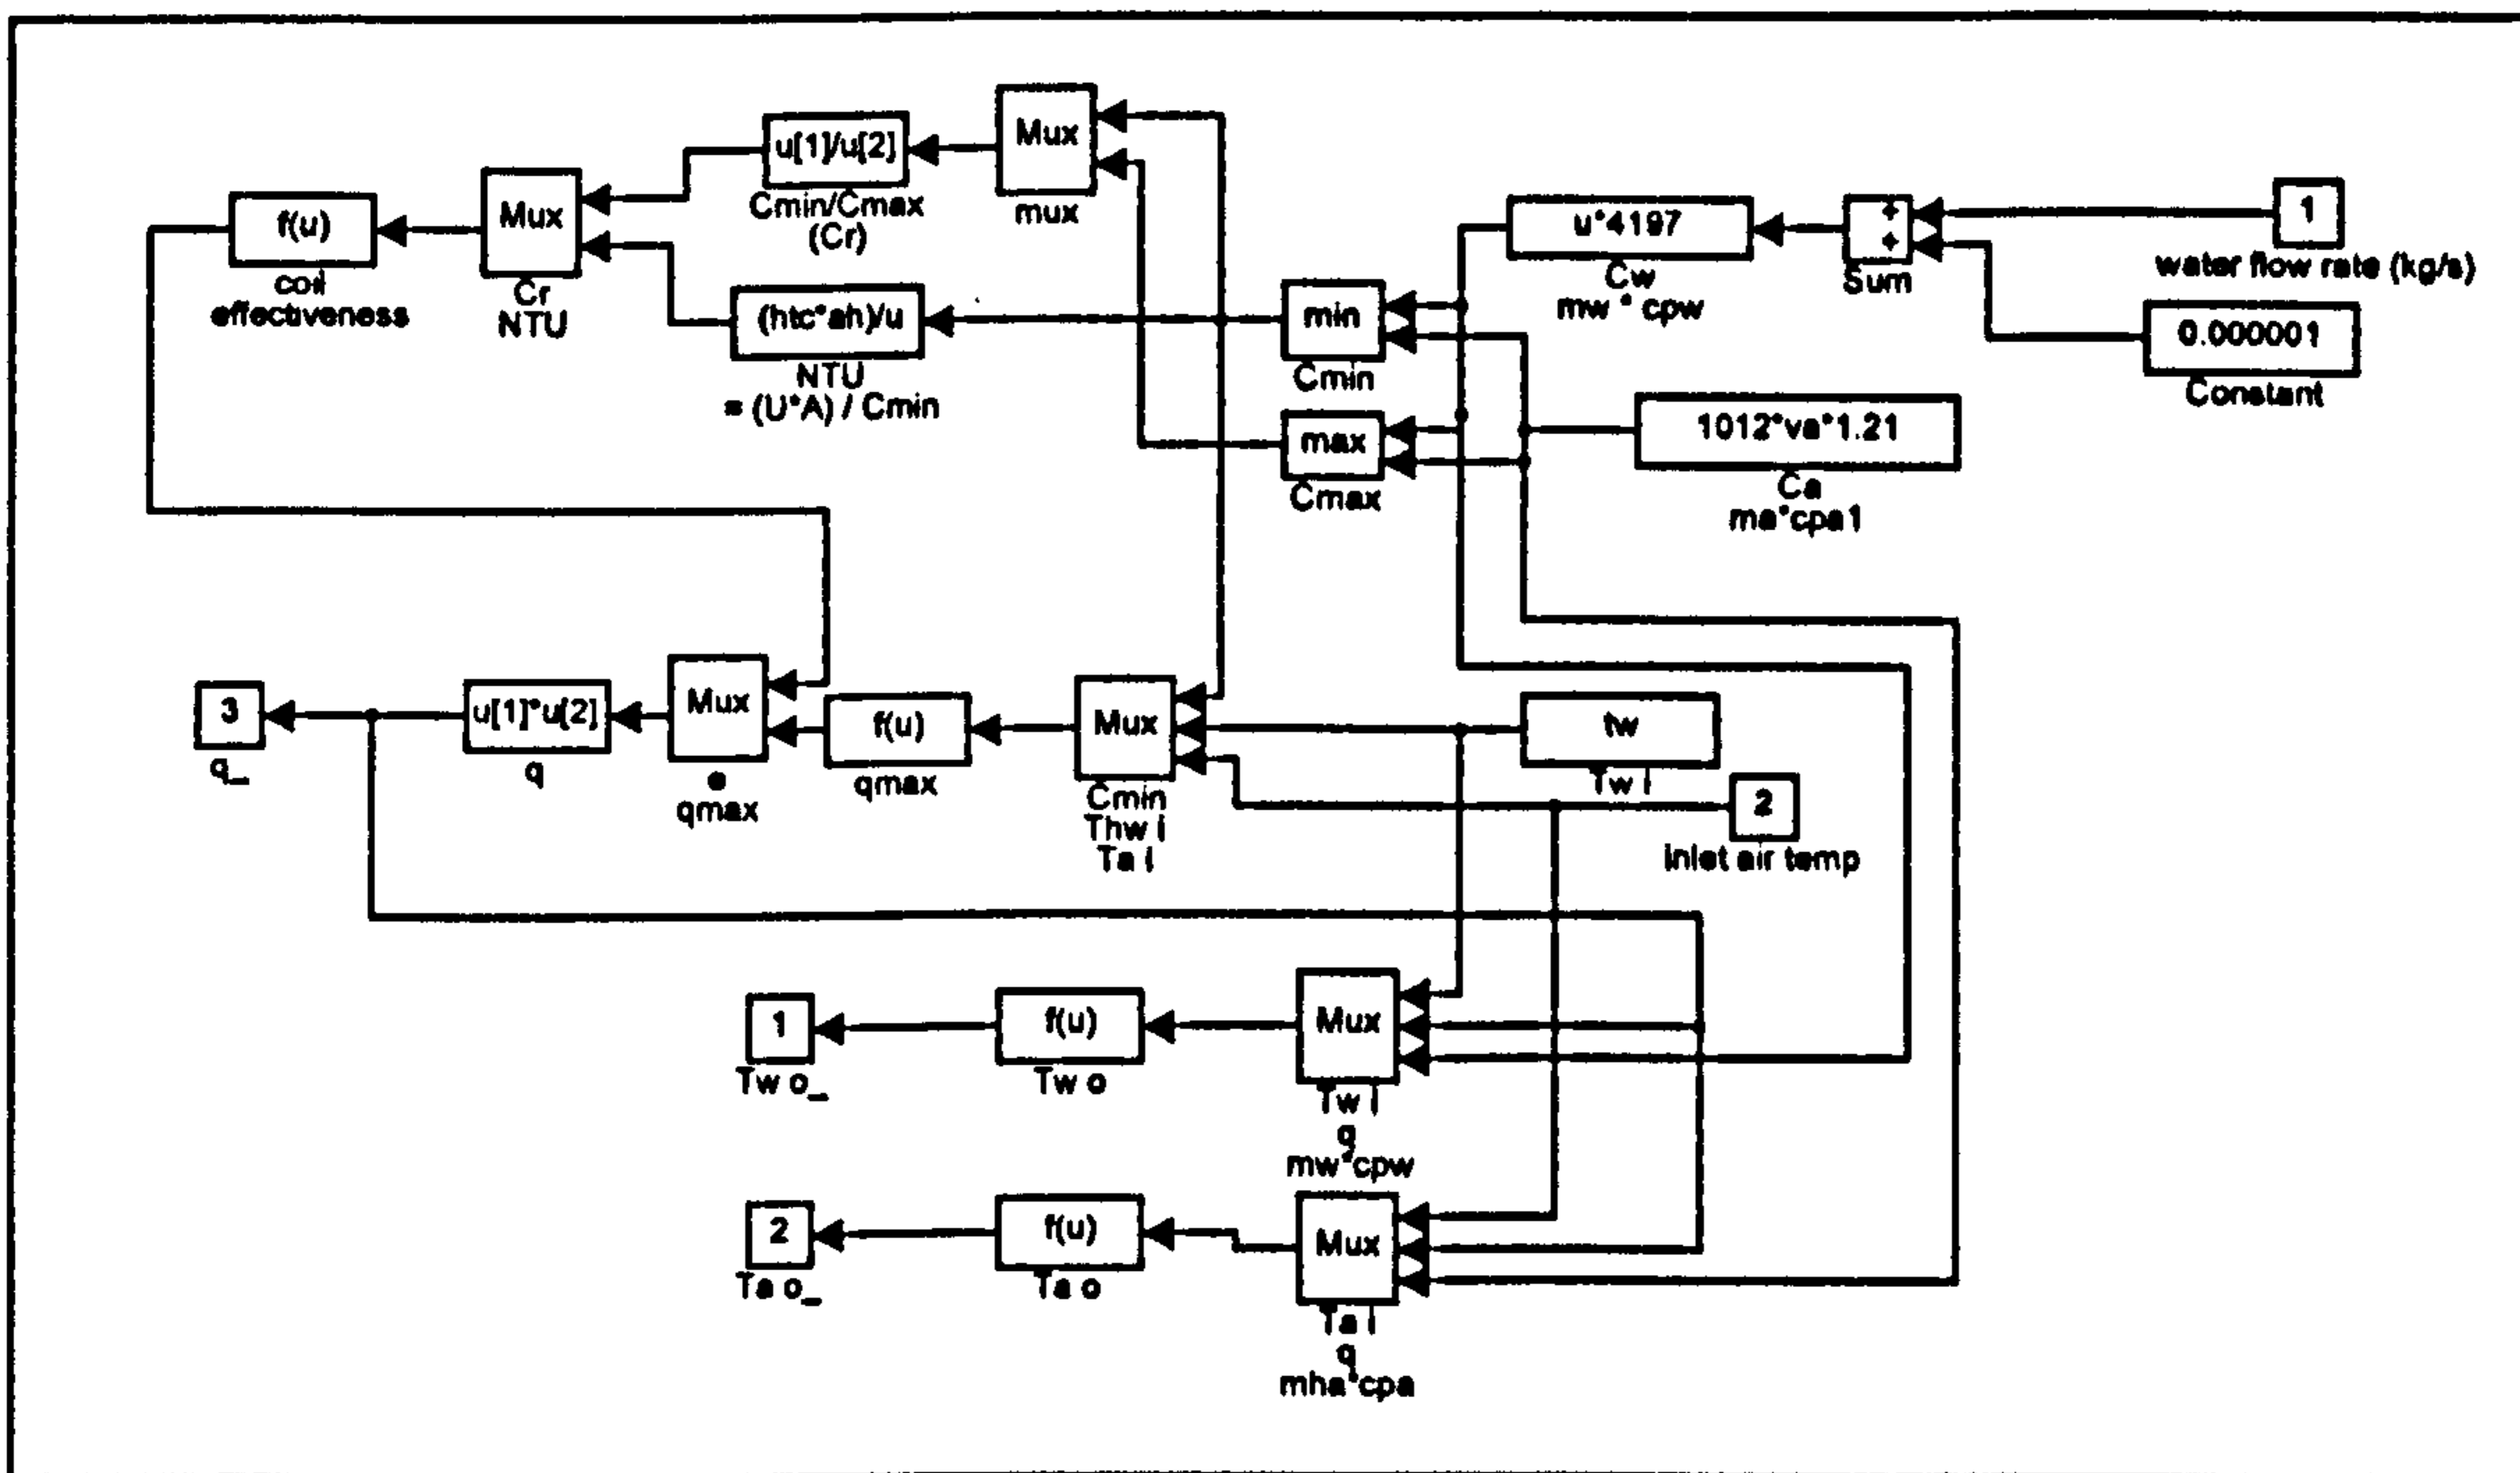 Mux
mux
u[1]/u[2]
Cmin/Cmax
(Cr)
Mux
Cr
NTU
f(u)
coil
effectiveness
(htc*ah)/u
NTU
= (U*A) / Cmin
min
Cmin
max
Cmax
u*4197
Cw
mw * cpw
+
+
Sum
1
water flow rate (kg/s)
0.000001
Constant
1012*va*1.21
Ca
ma*cpa1
3
q_
u[1]*u[2]
q
Mux
e
qmax
f(u)
qmax
Mux
Cmin
Thw i
Ta i
tw
Tw i
2
inlet air temp
1
Tw o_
f(u)
Tw o
Mux
Tw i
q
mw*cpw
2
Ta o_
f(u)
Ta o
Mux
Ta i
q
mha*cpa